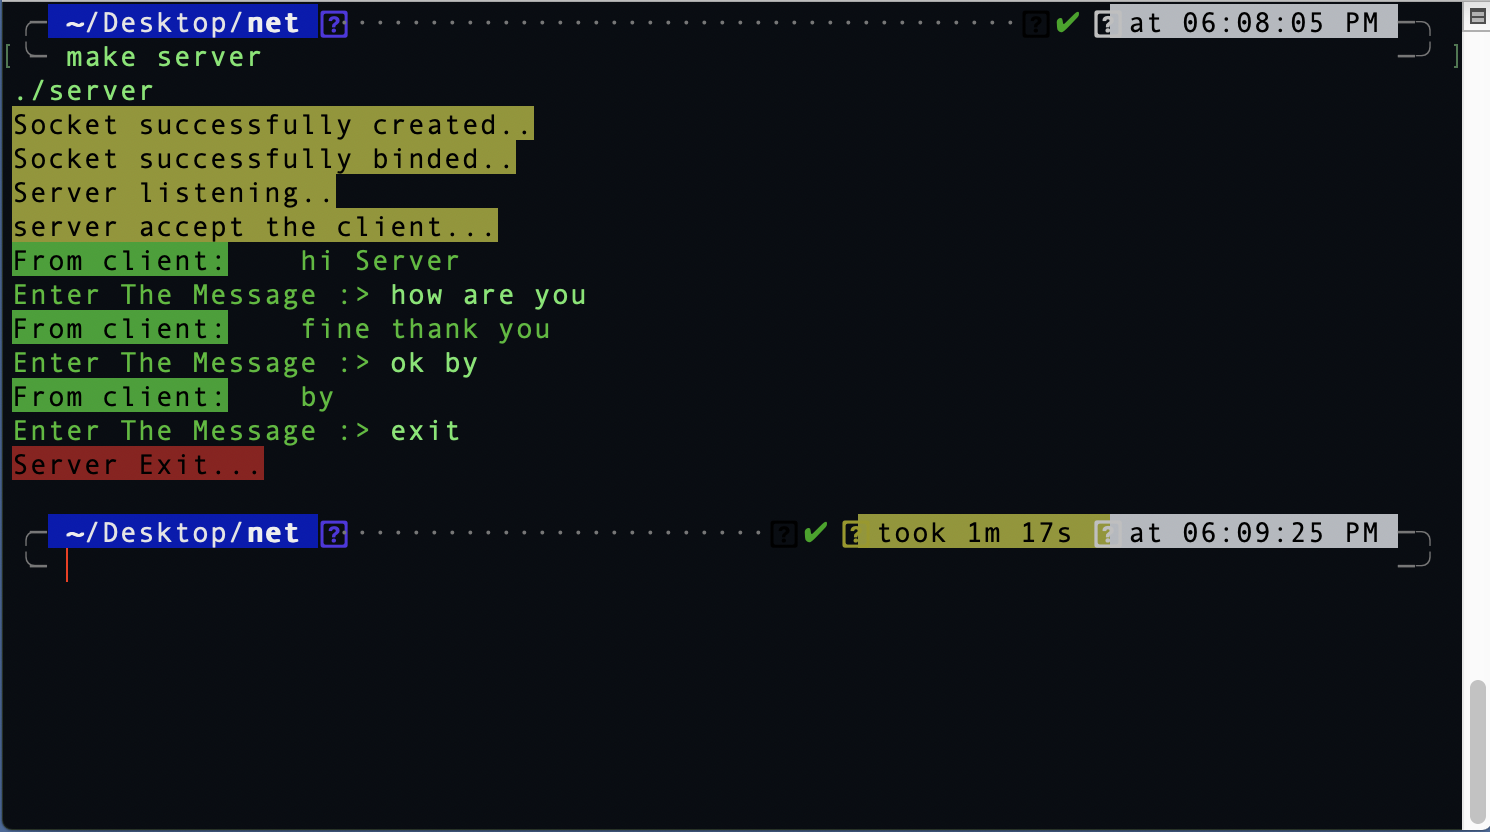 ~/Desktop/net ✔ at 06:08:05 PM
make server
./server
Socket successfully created..
Socket successfully binded..
Server listening..
server accept the client...
From client: hi Server
Enter The Message :> how are you
From client: fine thank you
Enter The Message :> ok by
From client: by
Enter The Message :> exit
Server Exit...
~/Desktop/net ✔ took 1m 17s at 06:09:25 PM